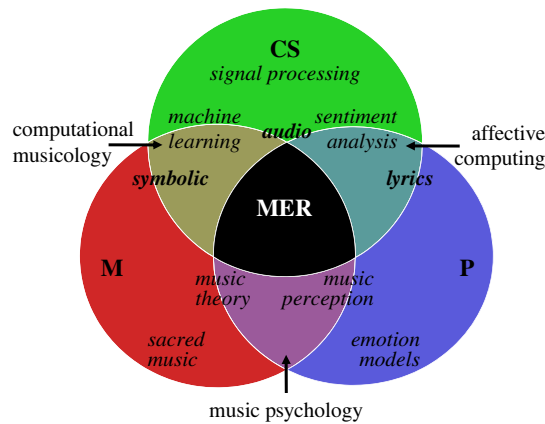 CS
signal processing
machine
learning
audio
sentiment
analysis
computational
musicology
affective
computing
symbolic
lyrics
MER
M
P
music
theory
music
perception
sacred
music
emotion
models
music psychology